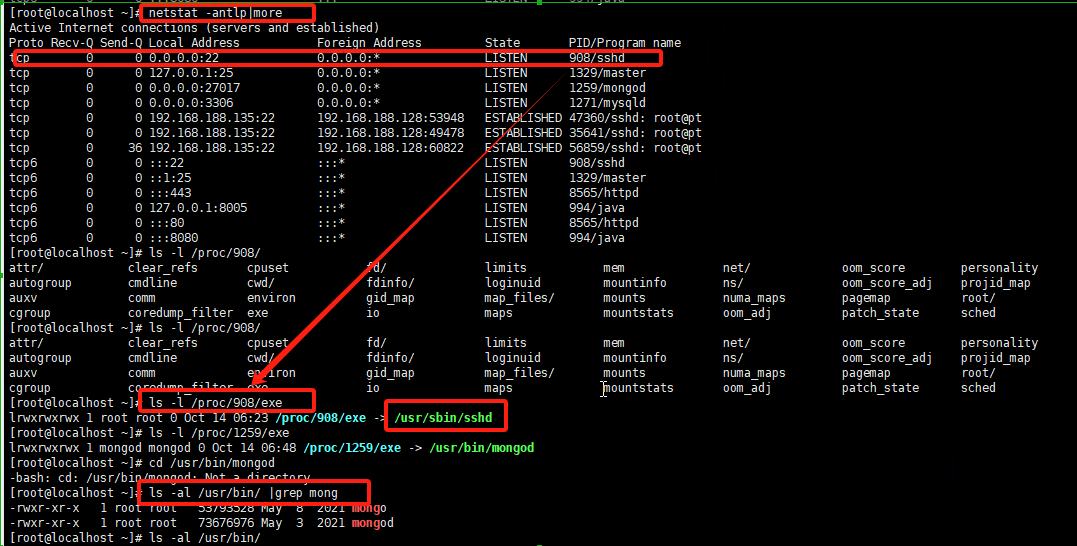 [root@localhost ~]# netstat -antlp|more
Active Internet connections (servers and established)
Proto Recv-Q Send-Q Local Address           Foreign Address         State       PID/Program name
tcp        0      0 0.0.0.0:22              0.0.0.0:*               LISTEN      908/sshd
tcp        0      0 127.0.0.1:25            0.0.0.0:*               LISTEN      1329/master
tcp        0      0 0.0.0.0:27017           0.0.0.0:*               LISTEN      1259/mongod
tcp        0      0 0.0.0.0:3306            0.0.0.0:*               LISTEN      1271/mysqld
tcp        0      0 192.168.188.135:22      192.168.188.128:53948   ESTABLISHED 47360/sshd: root@pt
tcp        0      0 192.168.188.135:22      192.168.188.128:49478   ESTABLISHED 35641/sshd: root@pt
tcp        0     36 192.168.188.135:22      192.168.188.128:60822   ESTABLISHED 56859/sshd: root@pt
tcp6       0      0 :::22                   :::*                    LISTEN      908/sshd
tcp6       0      0 ::1:25                  :::*                    LISTEN      1329/master
tcp6       0      0 :::443                  :::*                    LISTEN      8565/httpd
tcp6       0      0 127.0.0.1:8005          :::*                    LISTEN      994/java
tcp6       0      0 :::80                   :::*                    LISTEN      8565/httpd
tcp6       0      0 :::8080                 :::*                    LISTEN      994/java
[root@localhost ~]# ls -l /proc/908/
attr/ clear_refs cpuset fd/ limits mem net/ oom_score personality
autogroup cmdline cwd/ fdinfo/ loginuid mountinfo ns/ oom_score_adj projid_map
auxv comm environ gid_map map_files/ mounts numa_maps pagemap root/
cgroup coredump_filter exe io maps mountstats oom_adj patch_state sched
[root@localhost ~]# ls -l /proc/908/
attr/ clear_refs cpuset fd/ limits mem net/ oom_score personality
autogroup cmdline cwd/ fdinfo/ loginuid mountinfo ns/ oom_score_adj projid_map
auxv comm environ gid_map map_files/ mounts numa_maps pagemap root/
cgroup coredump_filter exe io maps mountstats oom_adj patch_state sched
[root@localhost ~]# ls -l /proc/908/exe
lrwxrwxrwx 1 root root 0 Oct 14 06:23 /proc/908/exe -> /usr/sbin/sshd
[root@localhost ~]# ls -l /proc/1259/exe
lrwxrwxrwx 1 mongod mongod 0 Oct 14 06:48 /proc/1259/exe -> /usr/bin/mongod
[root@localhost ~]# cd /usr/bin/mongod
-bash: cd: /usr/bin/mongod: Not a directory
[root@localhost ~]# ls -al /usr/bin/ |grep mong
-rwxr-xr-x   1 root root   53793528 May  8  2021 mongo
-rwxr-xr-x   1 root root   73676976 May  3  2021 mongod
[root@localhost ~]# ls -al /usr/bin/